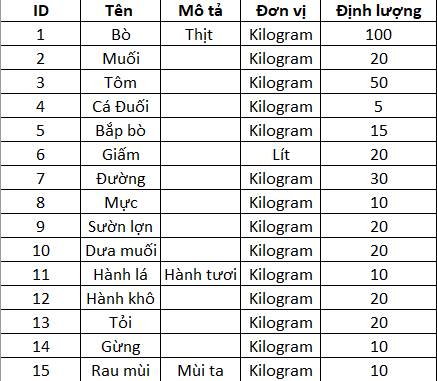 ID Tên Mô tả Đơn vị Định lượng
1 Bò Thịt Kilogram 100
2 Muối Kilogram 20
3 Tôm Kilogram 50
4 Cá Đuối Kilogram 5
5 Bắp bò Kilogram 15
6 Giấm Lít 20
7 Đường Kilogram 30
8 Mực Kilogram 10
9 Sườn lợn Kilogram 20
10 Dưa muối Kilogram 20
11 Hành lá Hành tươi Kilogram 10
12 Hành khô Kilogram 20
13 Tỏi Kilogram 20
14 Gừng Kilogram 10
15 Rau mùi Mùi ta Kilogram 10